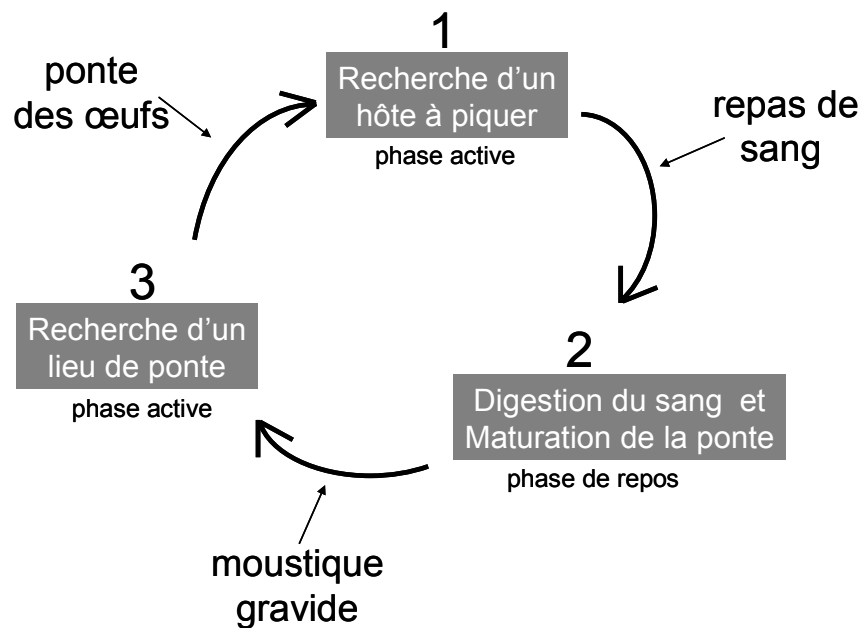 1
Recherche d'un
hôte à piquer
phase active
repas de
sang
2
Digestion du sang et
Maturation de la ponte
phase de repos
moustique
gravide
3
Recherche d'un
lieu de ponte
phase active
ponte
des œufs